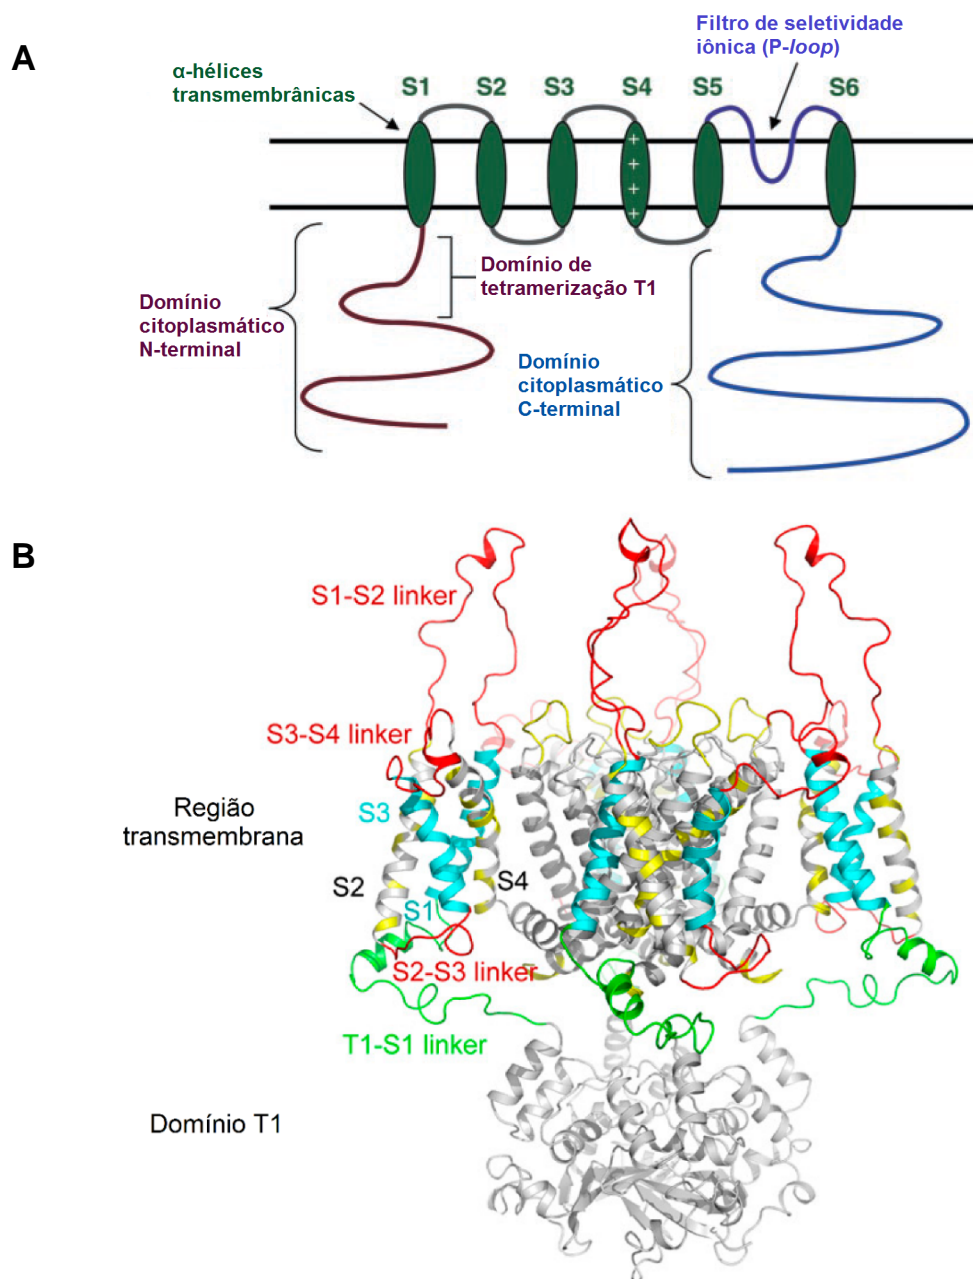 A
Filtro de seletividade
iônica (P-loop)
α-hélices
transmembrânicas
S1
S2
S3
S4
S5
S6
+
+
+
+
Domínio de
tetramerização T1
Domínio
citoplasmático
N-terminal
Domínio
citoplasmático
C-terminal
B
S1-S2 linker
S3-S4 linker
Região
transmembrana
S3
S2
S4
S1
S2-S3 linker
T1-S1 linker
Domínio T1